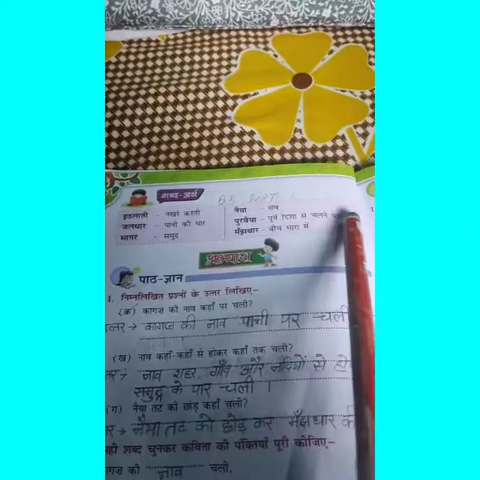 शब्द-अर्थ
इठलाती - नखरा करती
नैया - नाव
जलधार - पानी की धार
पुरवैया - पूर्व दिशा से चलने
सागर - समुद्र
मँझधार - बीच धारा में
अभ्यास
पाठ-ज्ञान
1. निम्नलिखित प्रश्नों के उत्तर लिखिए-
(क) कागज की नाव कहाँ पर चली?
उत्तर → कागज की नाव पानी पर चली
(ख) नाव कहाँ-कहाँ से होकर कहाँ तक चली?
नाव शहर, गाँव और नदियों से हो
समुद्र के पार चली ।
(ग) नैया तट को छोड़ कहाँ चली?
नैया तट को छोड़ कर मँझधार की
ही शब्द चुनकर कविता की पंक्तियाँ पूरी कीजिए-
कागज की नाव चली,